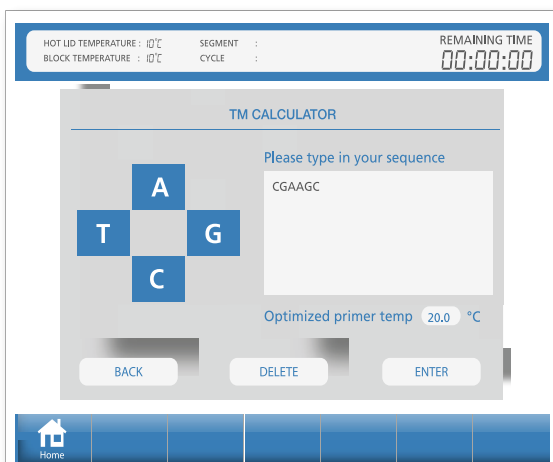 HOT LID TEMPERATURE : 10°C SEGMENT : REMAINING TIME
BLOCK TEMPERATURE : 10°C CYCLE : 00:00:00
TM CALCULATOR
Please type in your sequence
CGAAGC
A
T G
C
Optimized primer temp 20.0 °C
BACK DELETE ENTER
Home